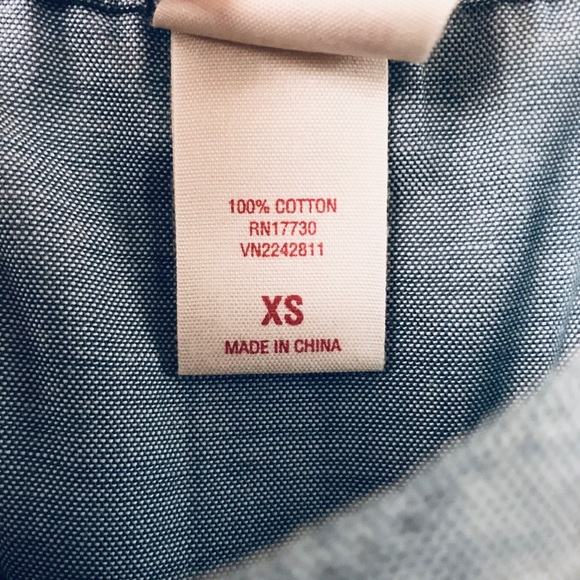 100% COTTON
RN17730
VN2242811
XS
MADE IN CHINA